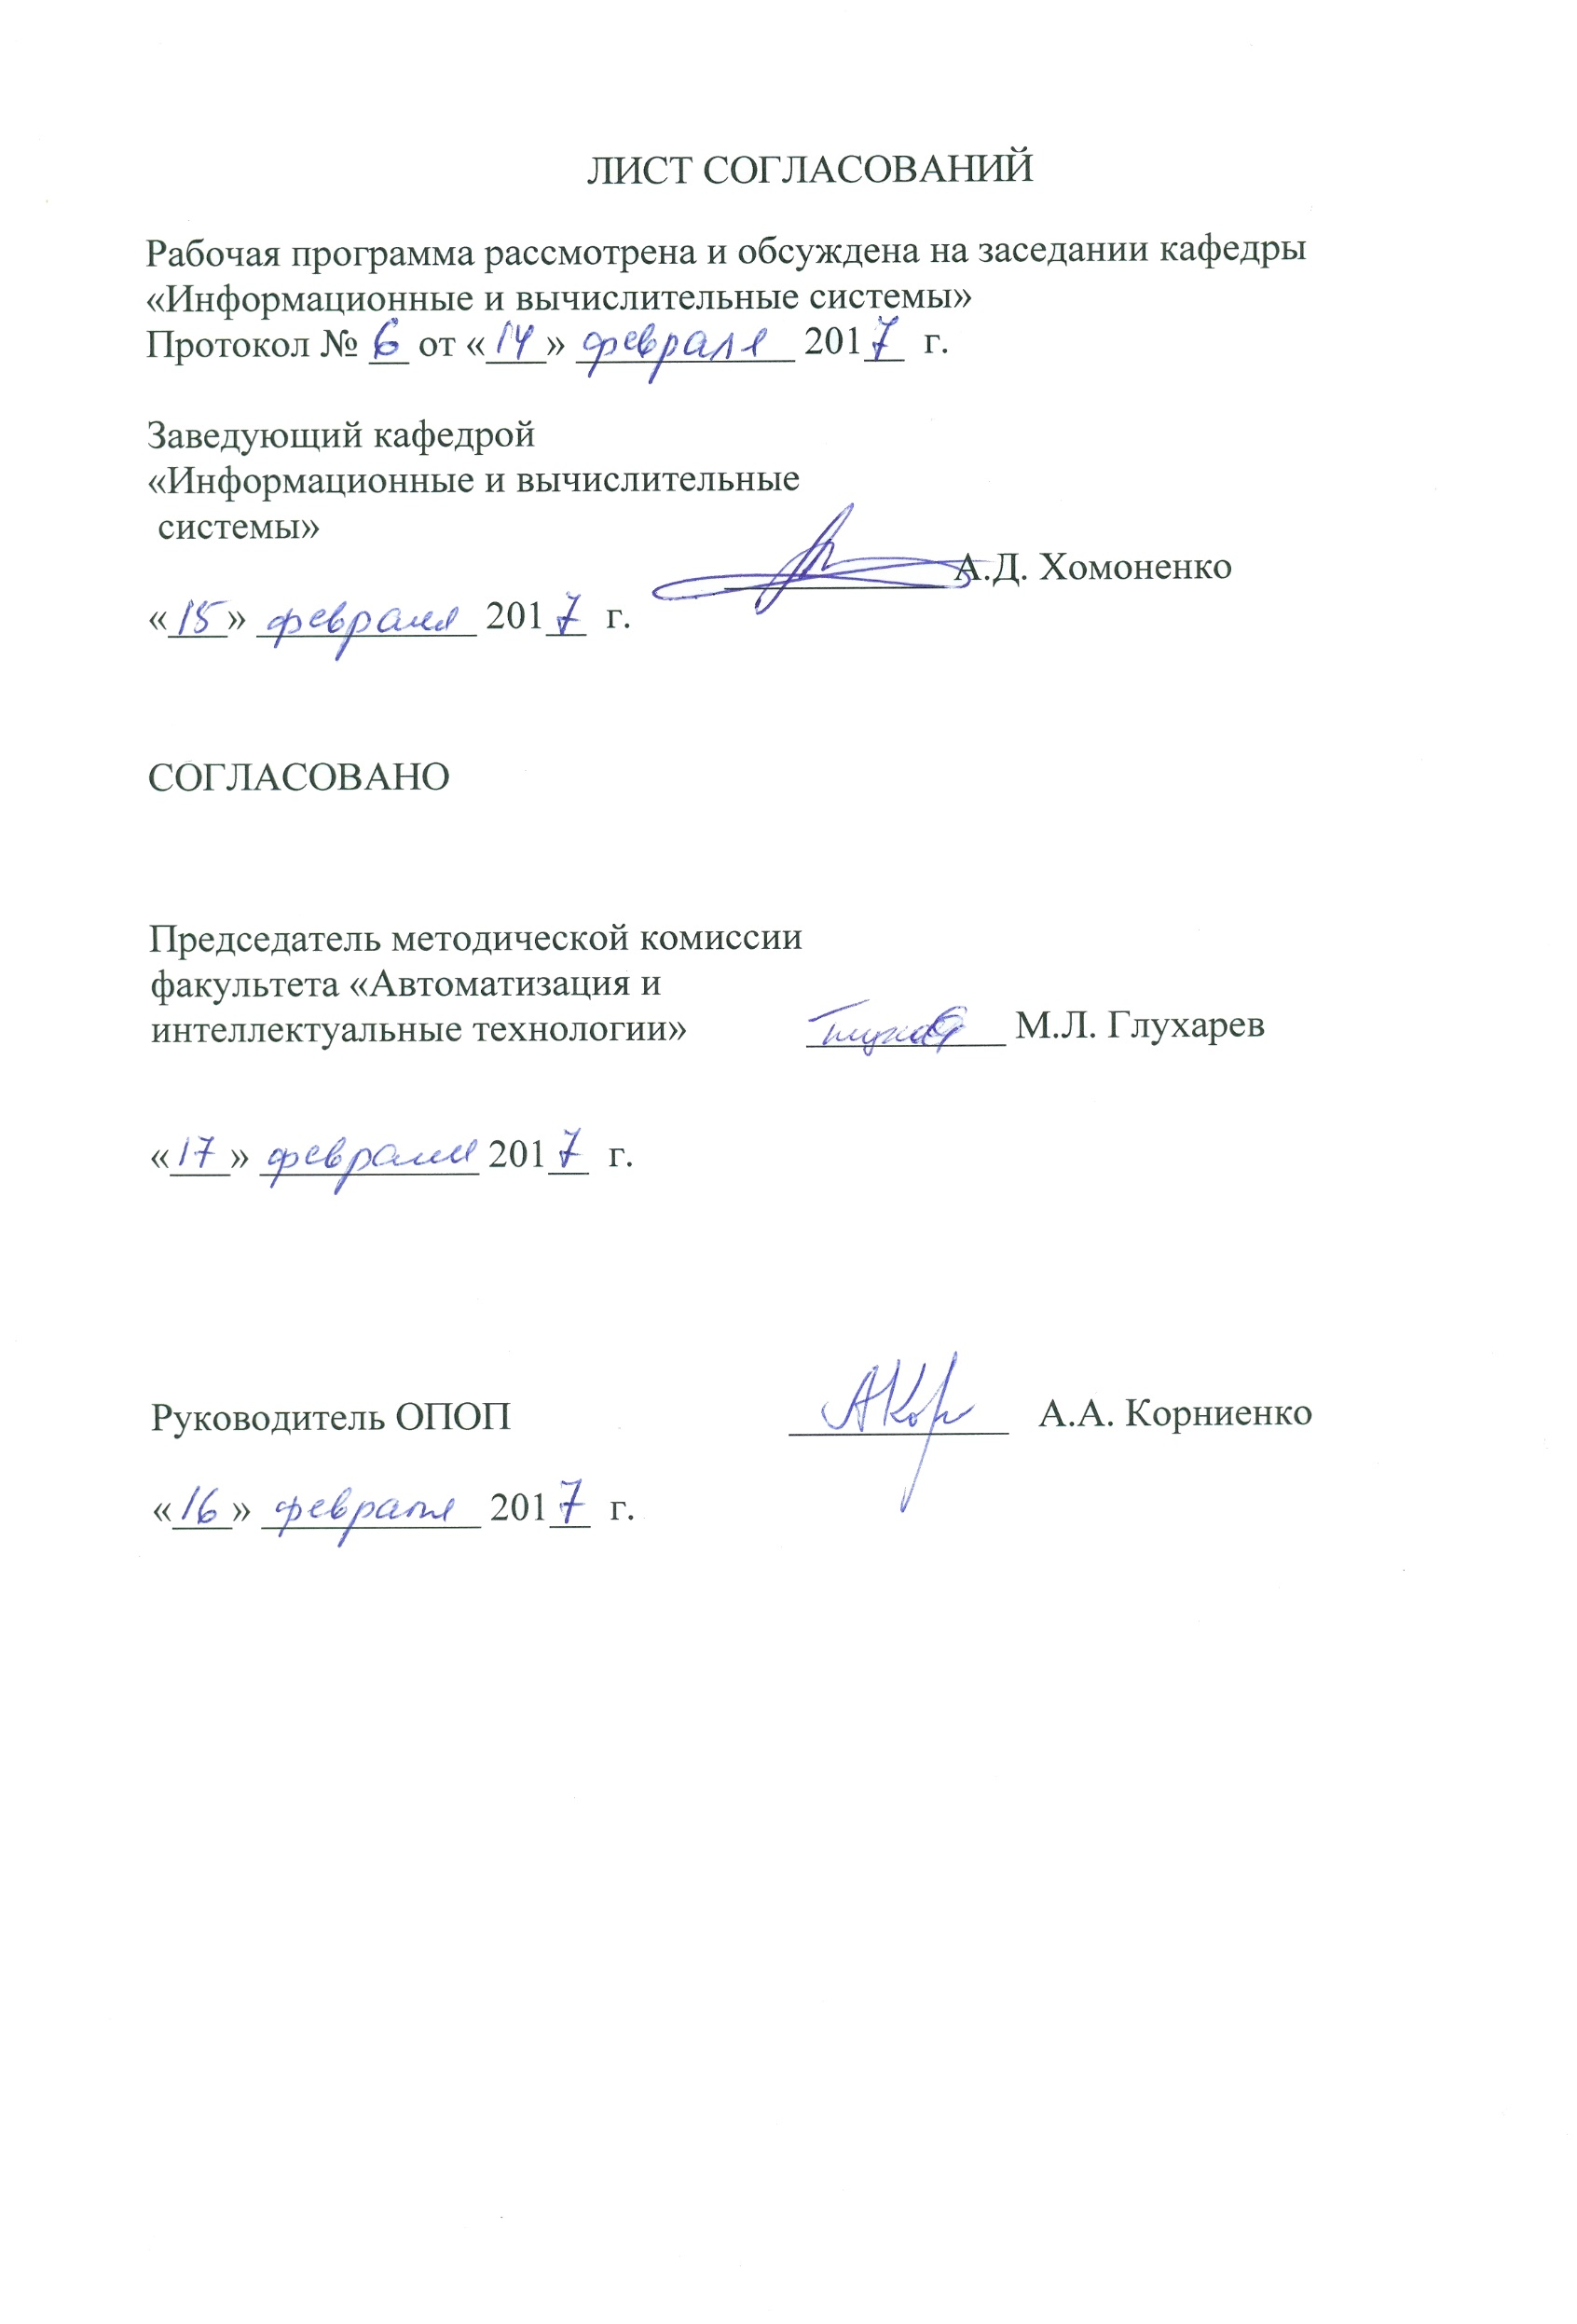 ЛИСТ СОГЛАСОВАНИЙ
Рабочая программа рассмотрена и обсуждена на заседании кафедры
«Информационные и вычислительные системы»
Протокол № 6 от «14» февраля 2017 г.
Заведующий кафедрой
«Информационные и вычислительные
системы»
А.Д. Хомоненко
«15» февраля 2017 г.
СОГЛАСОВАНО
Председатель методической комиссии
факультета «Автоматизация и
интеллектуальные технологии» М.Л. Глухарев
«17» февраля 2017 г.
Руководитель ОПОП А.А. Корниенко
«16» февраля 2017 г.